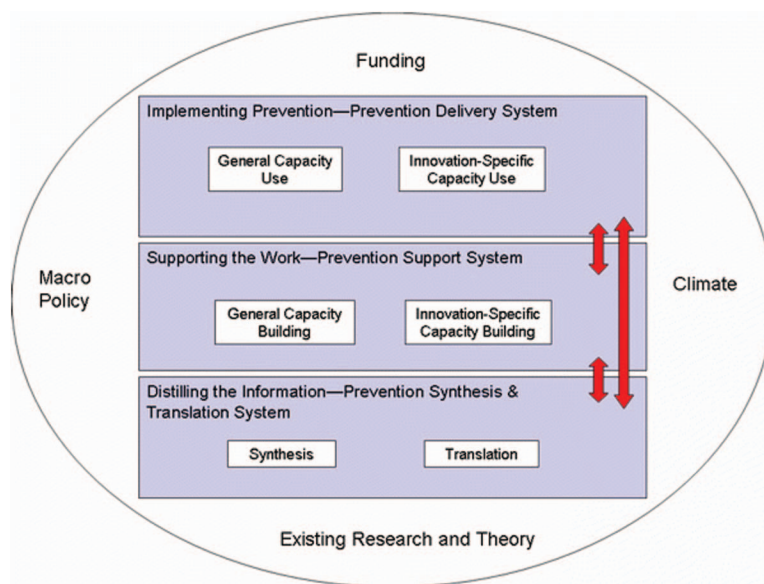 Funding
Implementing Prevention—Prevention Delivery System
General Capacity
Use
Innovation-Specific
Capacity Use
Macro
Policy
Supporting the Work—Prevention Support System
General Capacity
Building
Innovation-Specific
Capacity Building
Climate
Distilling the Information—Prevention Synthesis &
Translation System
Synthesis
Translation
Existing Research and Theory